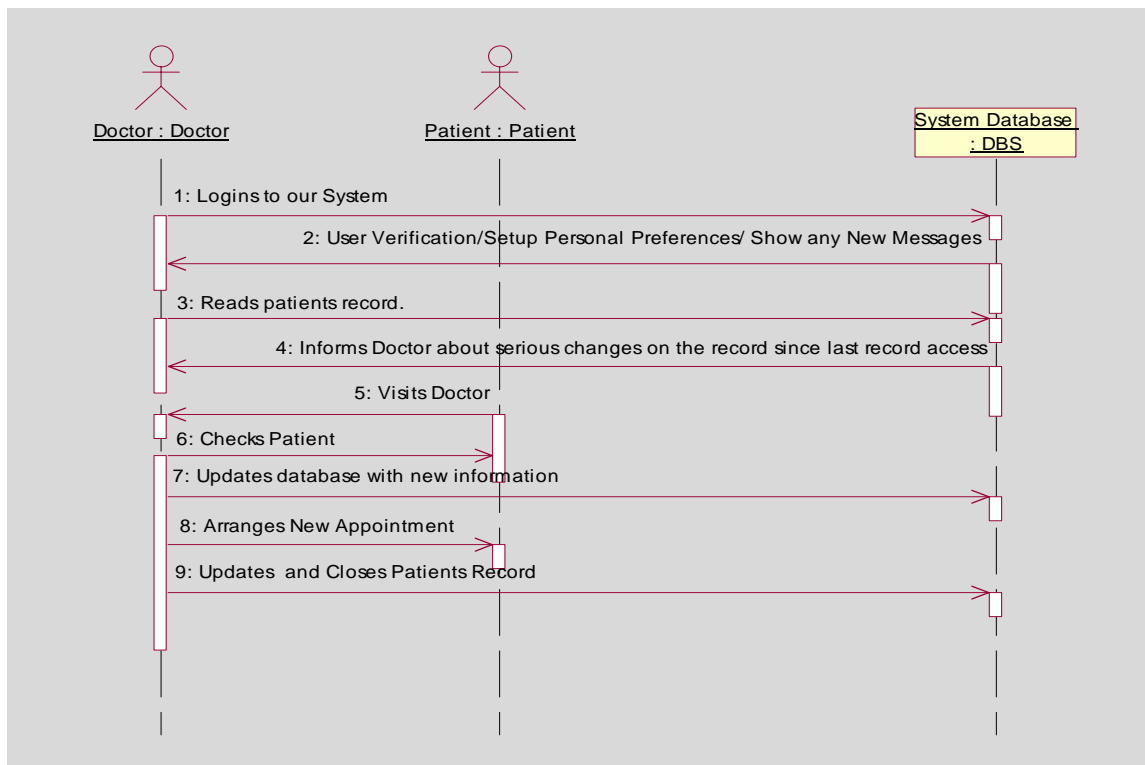 Doctor : Doctor
Patient : Patient
System Database
: DBS
1: Logins to our System
2: User Verification/Setup Personal Preferences/ Show any New Messages
3: Reads patients record.
4: Informs Doctor about serious changes on the record since last record access
5: Visits Doctor
6: Checks Patient
7: Updates database with new information
8: Arranges New Appointment
9: Updates and Closes Patients Record